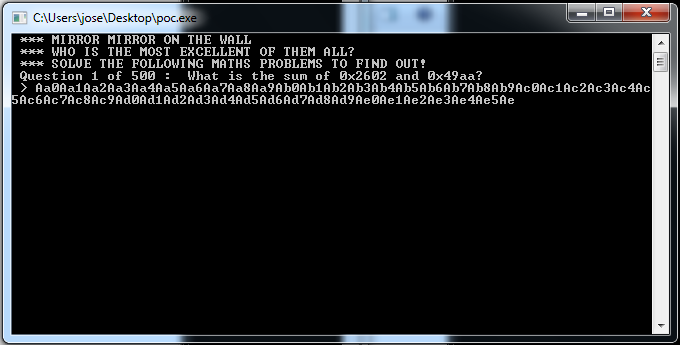 C:\Users\jose\Desktop\poc.exe
*** MIRROR MIRROR ON THE WALL
*** WHO IS THE MOST EXCELLENT OF THEM ALL?
*** SOLVE THE FOLLOWING MATHS PROBLEMS TO FIND OUT!
Question 1 of 500 :  What is the sum of 0x2602 and 0x49aa?
> Aa0Aa1Aa2Aa3Aa4Aa5Aa6Aa7Aa8Aa9Ab0Ab1Ab2Ab3Ab4Ab5Ab6Ab7Ab8Ab9Ac0Ac1Ac2Ac3Ac4Ac
5Ac6Ac7Ac8Ac9Ad0Ad1Ad2Ad3Ad4Ad5Ad6Ad7Ad8Ad9Ae0Ae1Ae2Ae3Ae4Ae5Ae